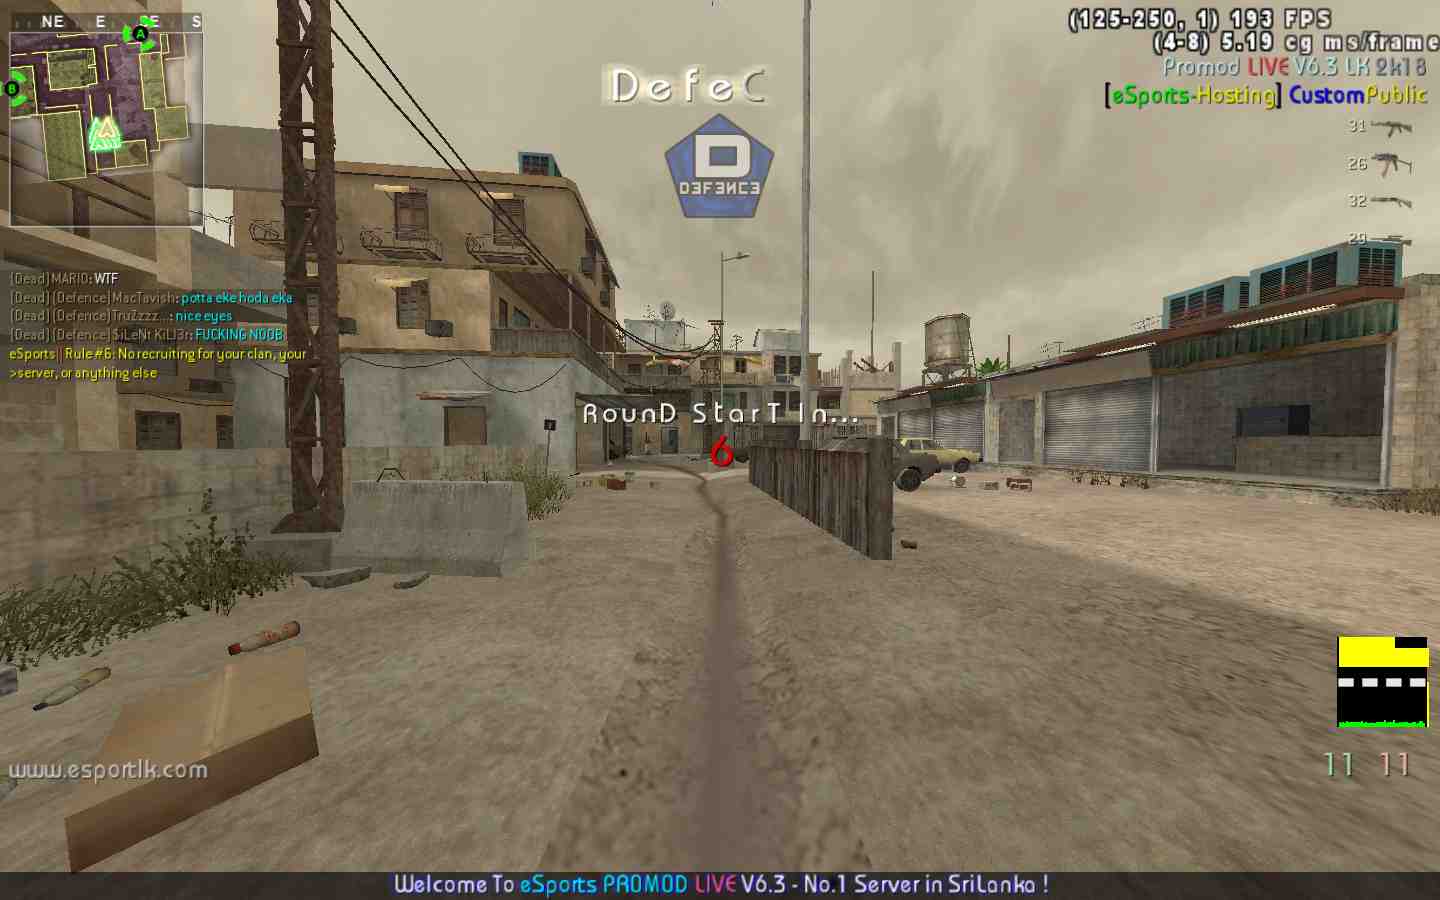 NE E SE S
A
B
(125-250, 1) 193 FPS
(4-8) 5.19 cg ms/frame
Promod LIVE V6.3 LK 2k18
[eSports-Hosting] CustomPublic
31
26
32
29
DefeC
D
D3F3NC3
(Dead)MARIO: WTF
(Dead)(Defence)MacTavish: potta eke hoda eka
(Dead)(Defence)TruZzzz...: nice eyes
(Dead)(Defence)$iLeNt KiLl3r: FUCKING NOOB
eSports || Rule #6: No recruiting for your clan, your
>server, or anything else
RounD StarT In...
6
www.esportlk.com
11 11
Welcome To eSports PROMOD LIVE V6.3 - No.1 Server in SriLanka !